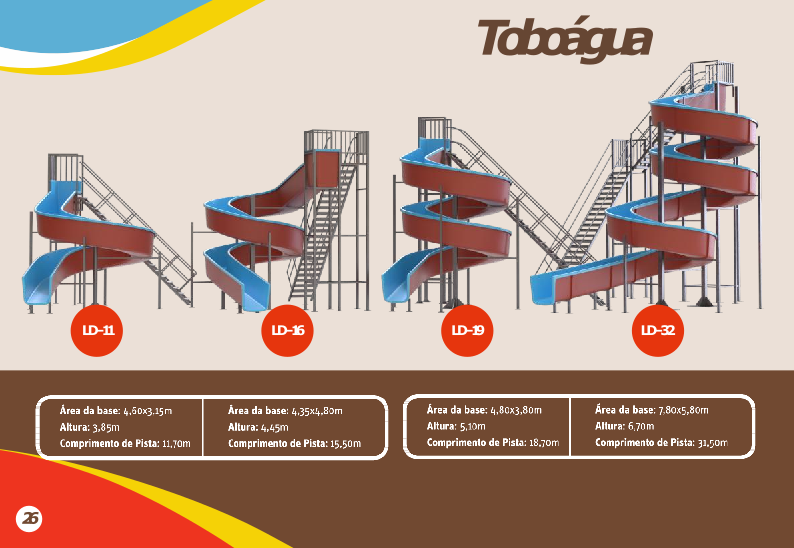 Toboágua
LD-11
LD-16
LD-19
LD-32
Área da base: 4,60x3,15m
Altura: 3,85m
Comprimento de Pista: 11,70m
Área da base: 4,35x4,80m
Altura: 4,45m
Comprimento de Pista: 15,50m
Área da base: 4,80x3,80m
Altura: 5,10m
Comprimento de Pista: 18,70m
Área da base: 7,80x5,80m
Altura: 6,70m
Comprimento de Pista: 31,50m
26